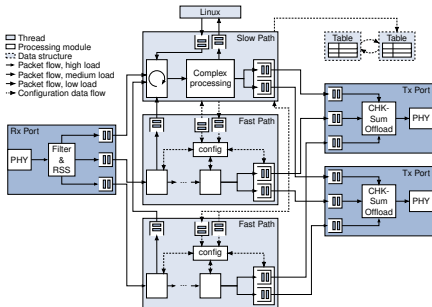 Linux
Thread
Processing module
Data structure
Packet flow, high load
Packet flow, medium load
Packet flow, low load
Configuration data flow
Slow Path
Complex
processing
Table
Table
Tx Port
CHK-
Sum
Offload
PHY
Rx Port
PHY
Filter
&
RSS
Fast Path
config
Tx Port
CHK-
Sum
Offload
PHY
Fast Path
config